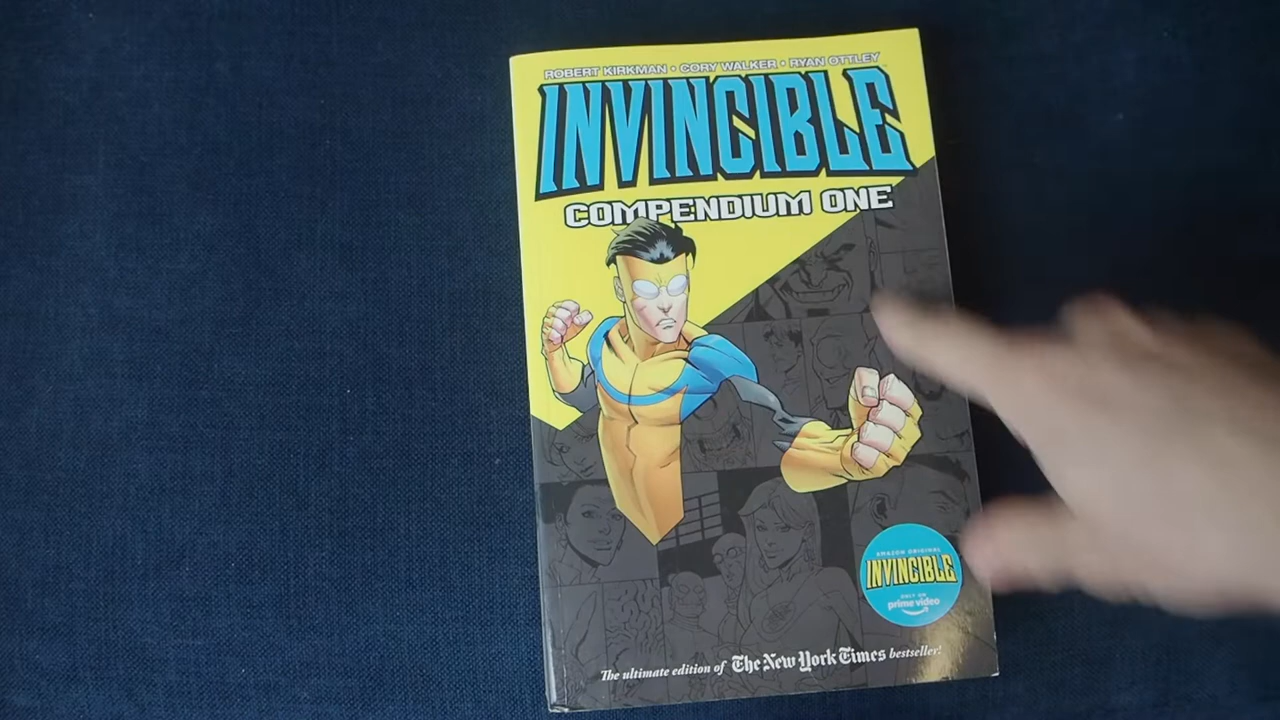 ROBERT KIRKMAN • CORY WALKER • RYAN OTTLEY
INVINCIBLE
COMPENDIUM ONE
AMAZON ORIGINAL
INVINCIBLE
ONLY ON
prime video
The ultimate edition of The New York Times bestseller!